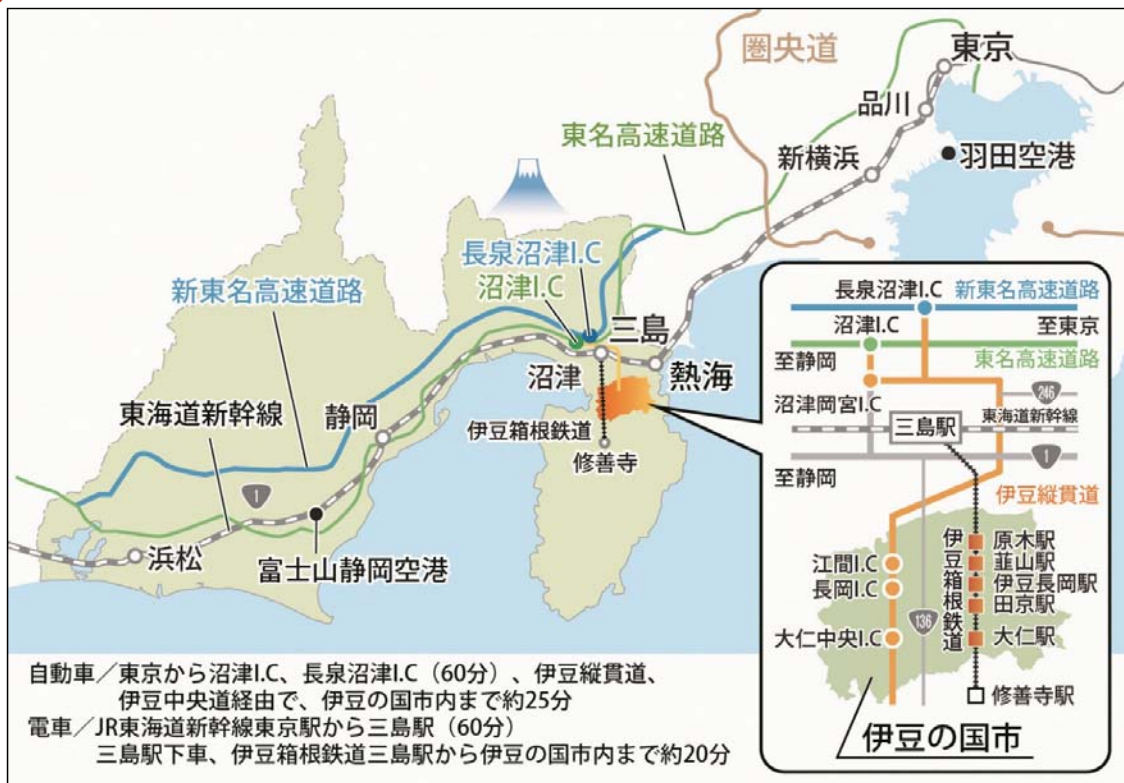 圏央道
東京
品川
東名高速道路
新横浜
羽田空港
長泉沼津I.C
沼津I.C
新東名高速道路
三島
沼津
熱海
東海道新幹線
静岡
伊豆箱根鉄道
修善寺
1
浜松
富士山静岡空港
長泉沼津I.C
新東名高速道路
沼津I.C
至東京
至静岡
東名高速道路
246
沼津岡宮I.C
東海道新幹線
三島駅
1
至静岡
伊豆縦貫道
伊豆箱根鉄道
原木駅
江間I.C
韮山駅
長岡I.C
伊豆長岡駅
田京駅
136
大仁中央I.C
大仁駅
修善寺駅
伊豆の国市
自動車／東京から沼津I.C、長泉沼津I.C（60分）、伊豆縦貫道、
伊豆中央道経由で、伊豆の国市内まで約25分
電車／JR東海道新幹線東京駅から三島駅（60分）
三島駅下車、伊豆箱根鉄道三島駅から伊豆の国市内まで約20分